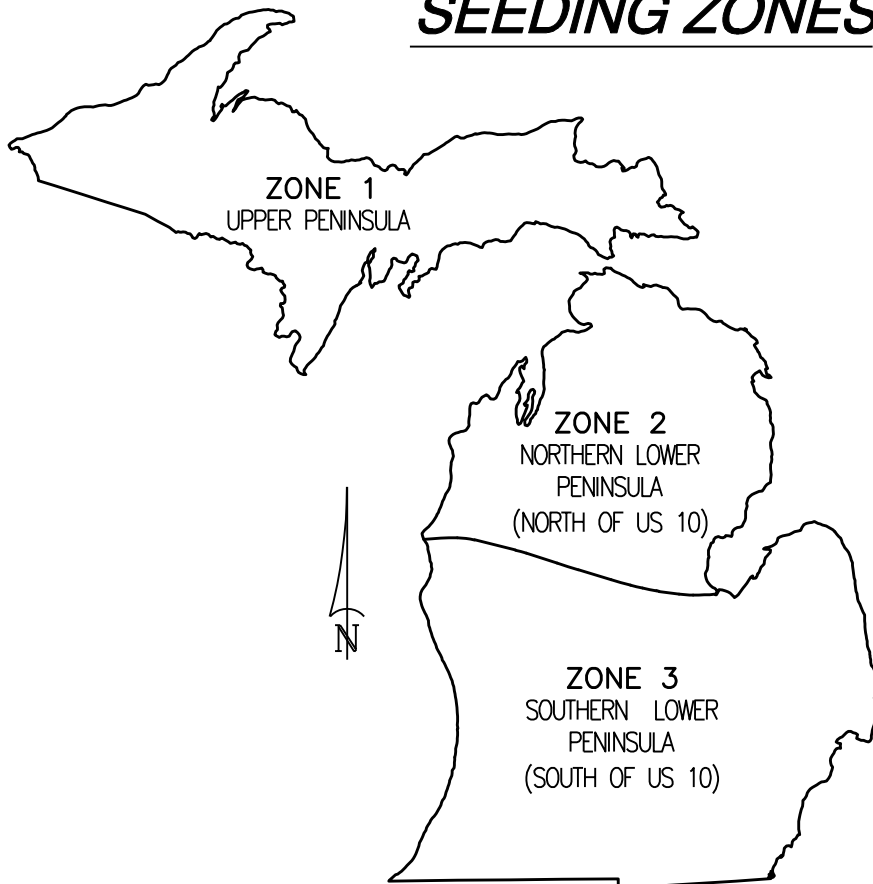 SEEDING ZONES
ZONE 1
UPPER PENINSULA
ZONE 2
NORTHERN LOWER
PENINSULA
(NORTH OF US 10)
N
ZONE 3
SOUTHERN LOWER
PENINSULA
(SOUTH OF US 10)